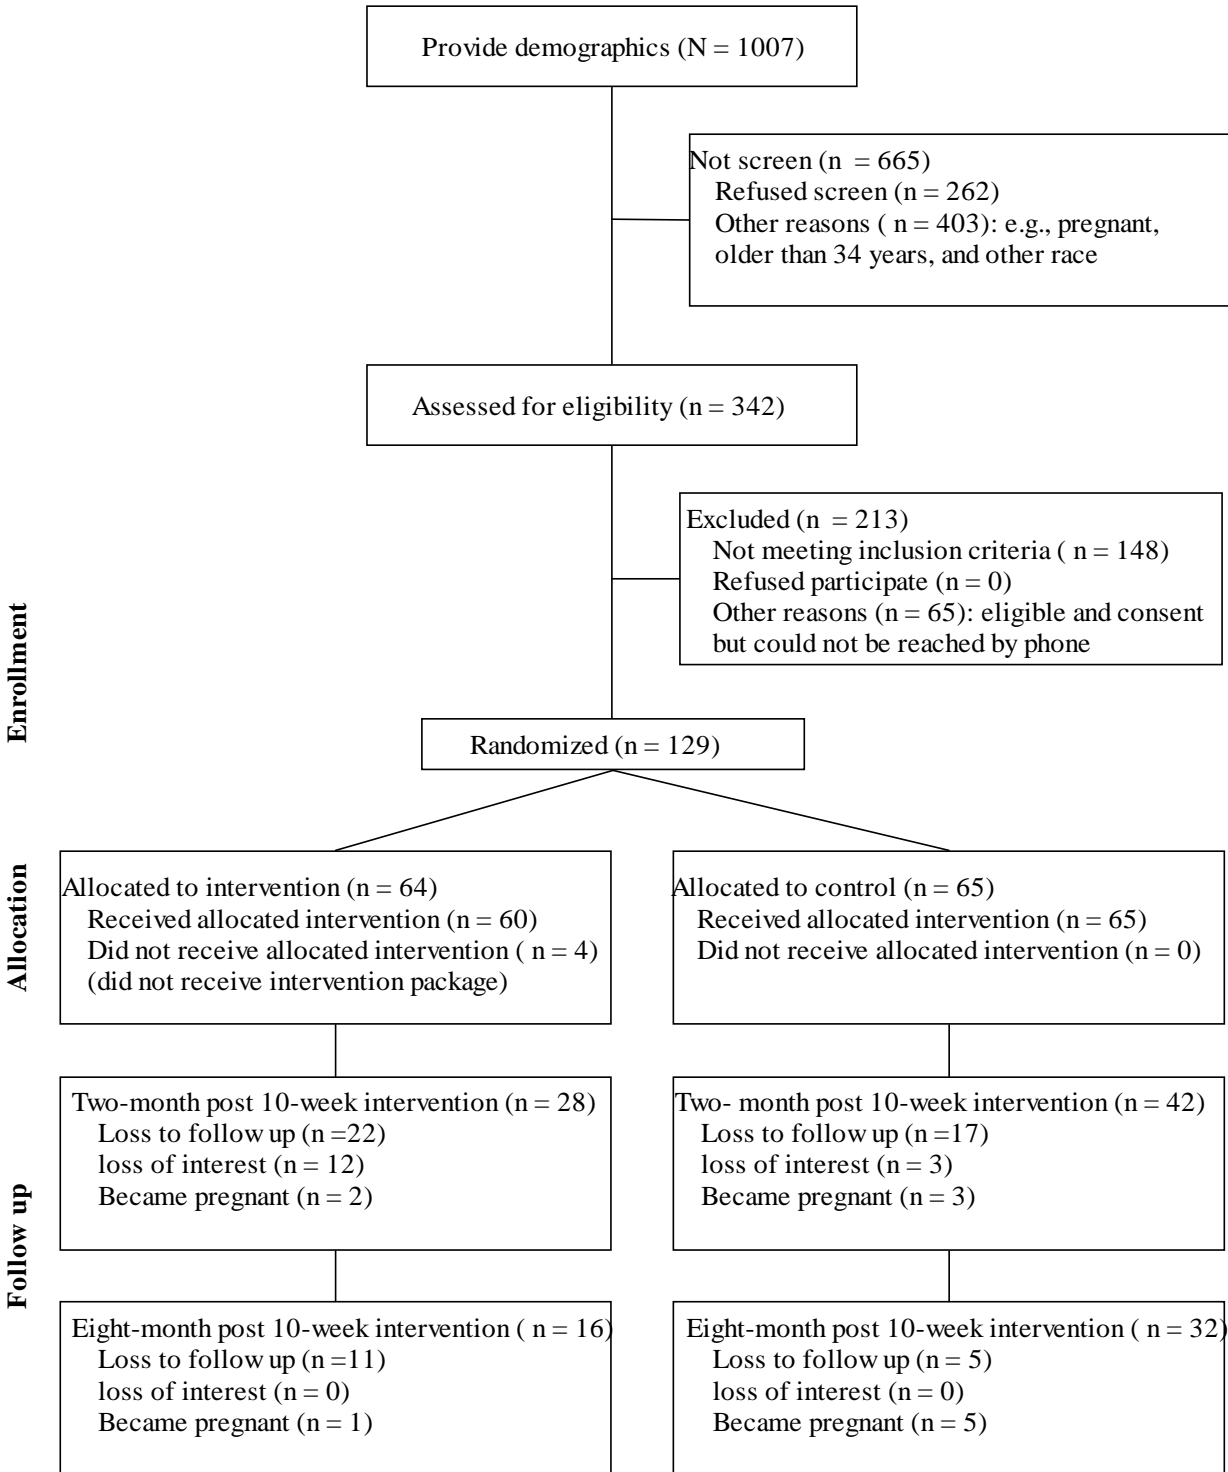 Provide demographics (N = 1007)
Not screen (n = 665)
Refused screen (n = 262)
Other reasons ( n = 403): e.g., pregnant,
older than 34 years, and other race
Assessed for eligibility (n = 342)
Excluded (n = 213)
Not meeting inclusion criteria ( n = 148)
Refused participate (n = 0)
Other reasons (n = 65): eligible and consent
but could not be reached by phone
Enrollment
Randomized (n = 129)
Allocation
Allocated to intervention (n = 64)
Received allocated intervention (n = 60)
Did not receive allocated intervention ( n = 4)
(did not receive intervention package)
Allocated to control (n = 65)
Received allocated intervention (n = 65)
Did not receive allocated intervention (n = 0)
Follow up
Two-month post 10-week intervention (n = 28)
Loss to follow up (n =22)
loss of interest (n = 12)
Became pregnant (n = 2)
Two- month post 10-week intervention (n = 42)
Loss to follow up (n =17)
loss of interest (n = 3)
Became pregnant (n = 3)
Eight-month post 10-week intervention ( n = 16)
Loss to follow up (n =11)
loss of interest (n = 0)
Became pregnant (n = 1)
Eight-month post 10-week intervention ( n = 32)
Loss to follow up (n = 5)
loss of interest (n = 0)
Became pregnant (n = 5)